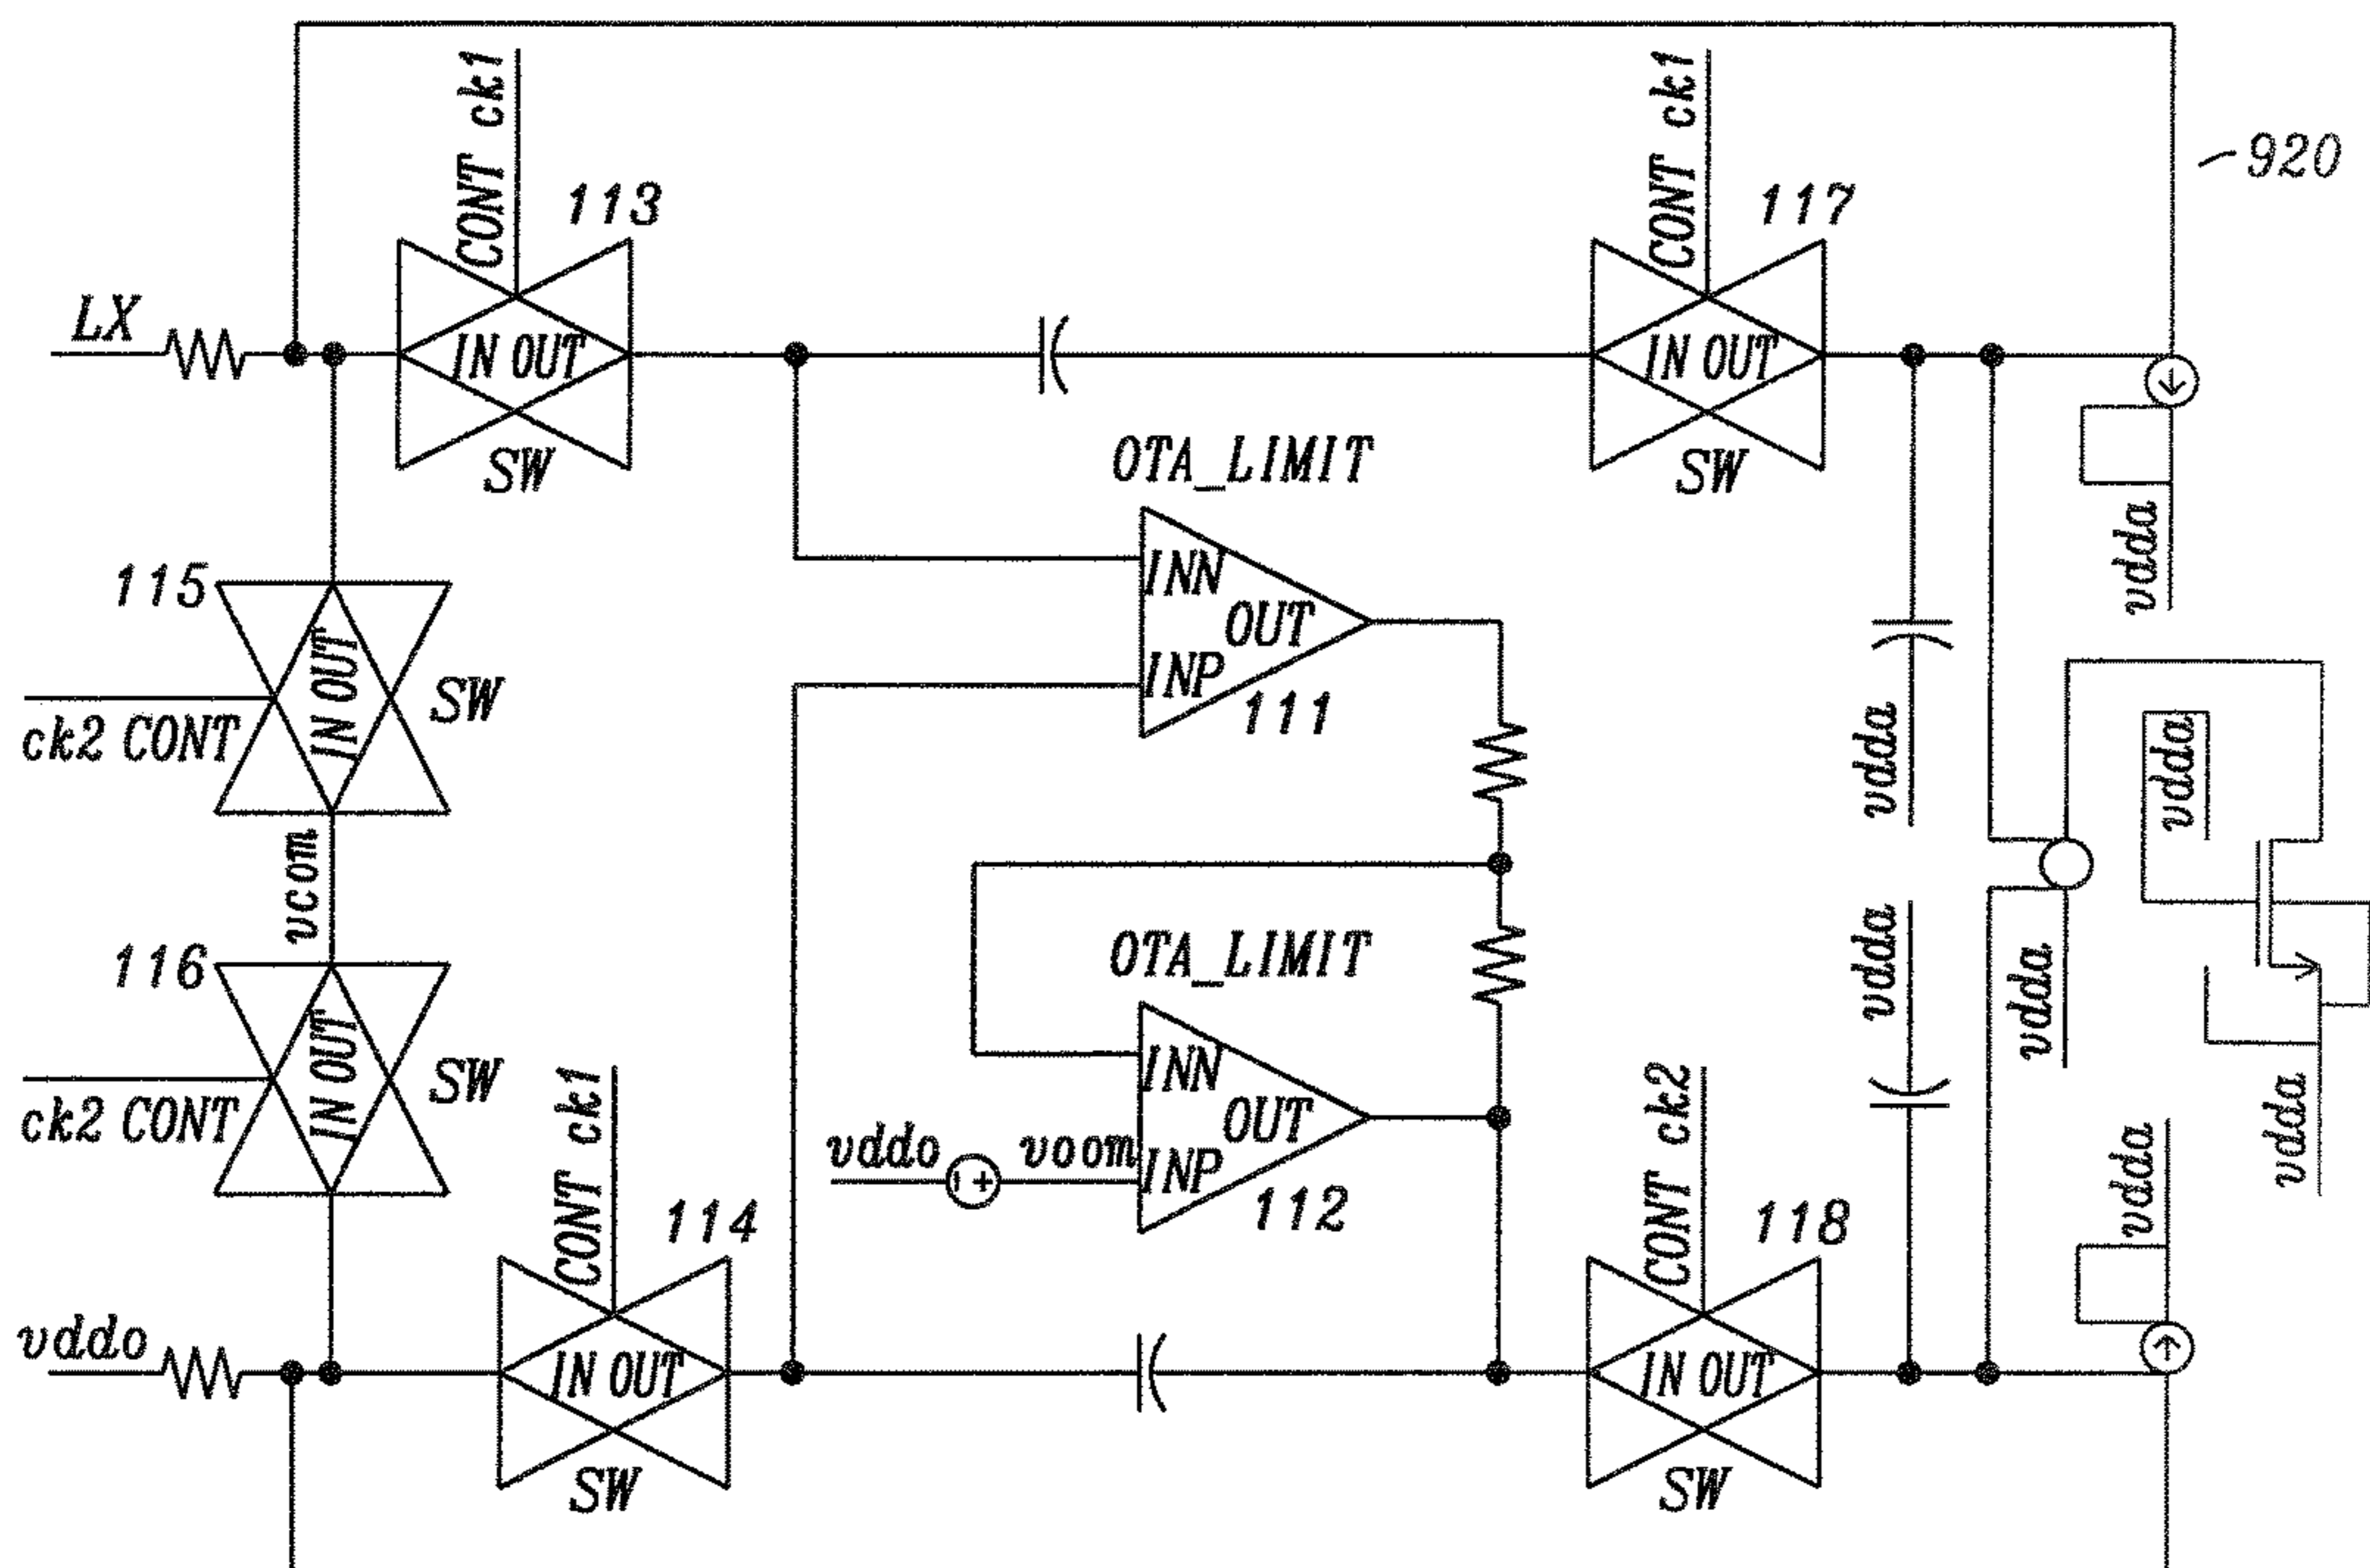 CONT ck1
113
CONT ck1
117
920
LX
IN OUT
SW
IN OUT
SW
OTA_LIMIT
INN
OUT
INP
111
vdda
115
IN OUT
SW
ck2 CONT
vcom
vdda
vdda
vdda
vdda
116
IN OUT
SW
ck2 CONT
OTA_LIMIT
INN
OUT
INP
112
vddo
- +
voom
CONT ck1
114
CONT ck2
118
vdda
vdda
vddo
IN OUT
SW
IN OUT
SW